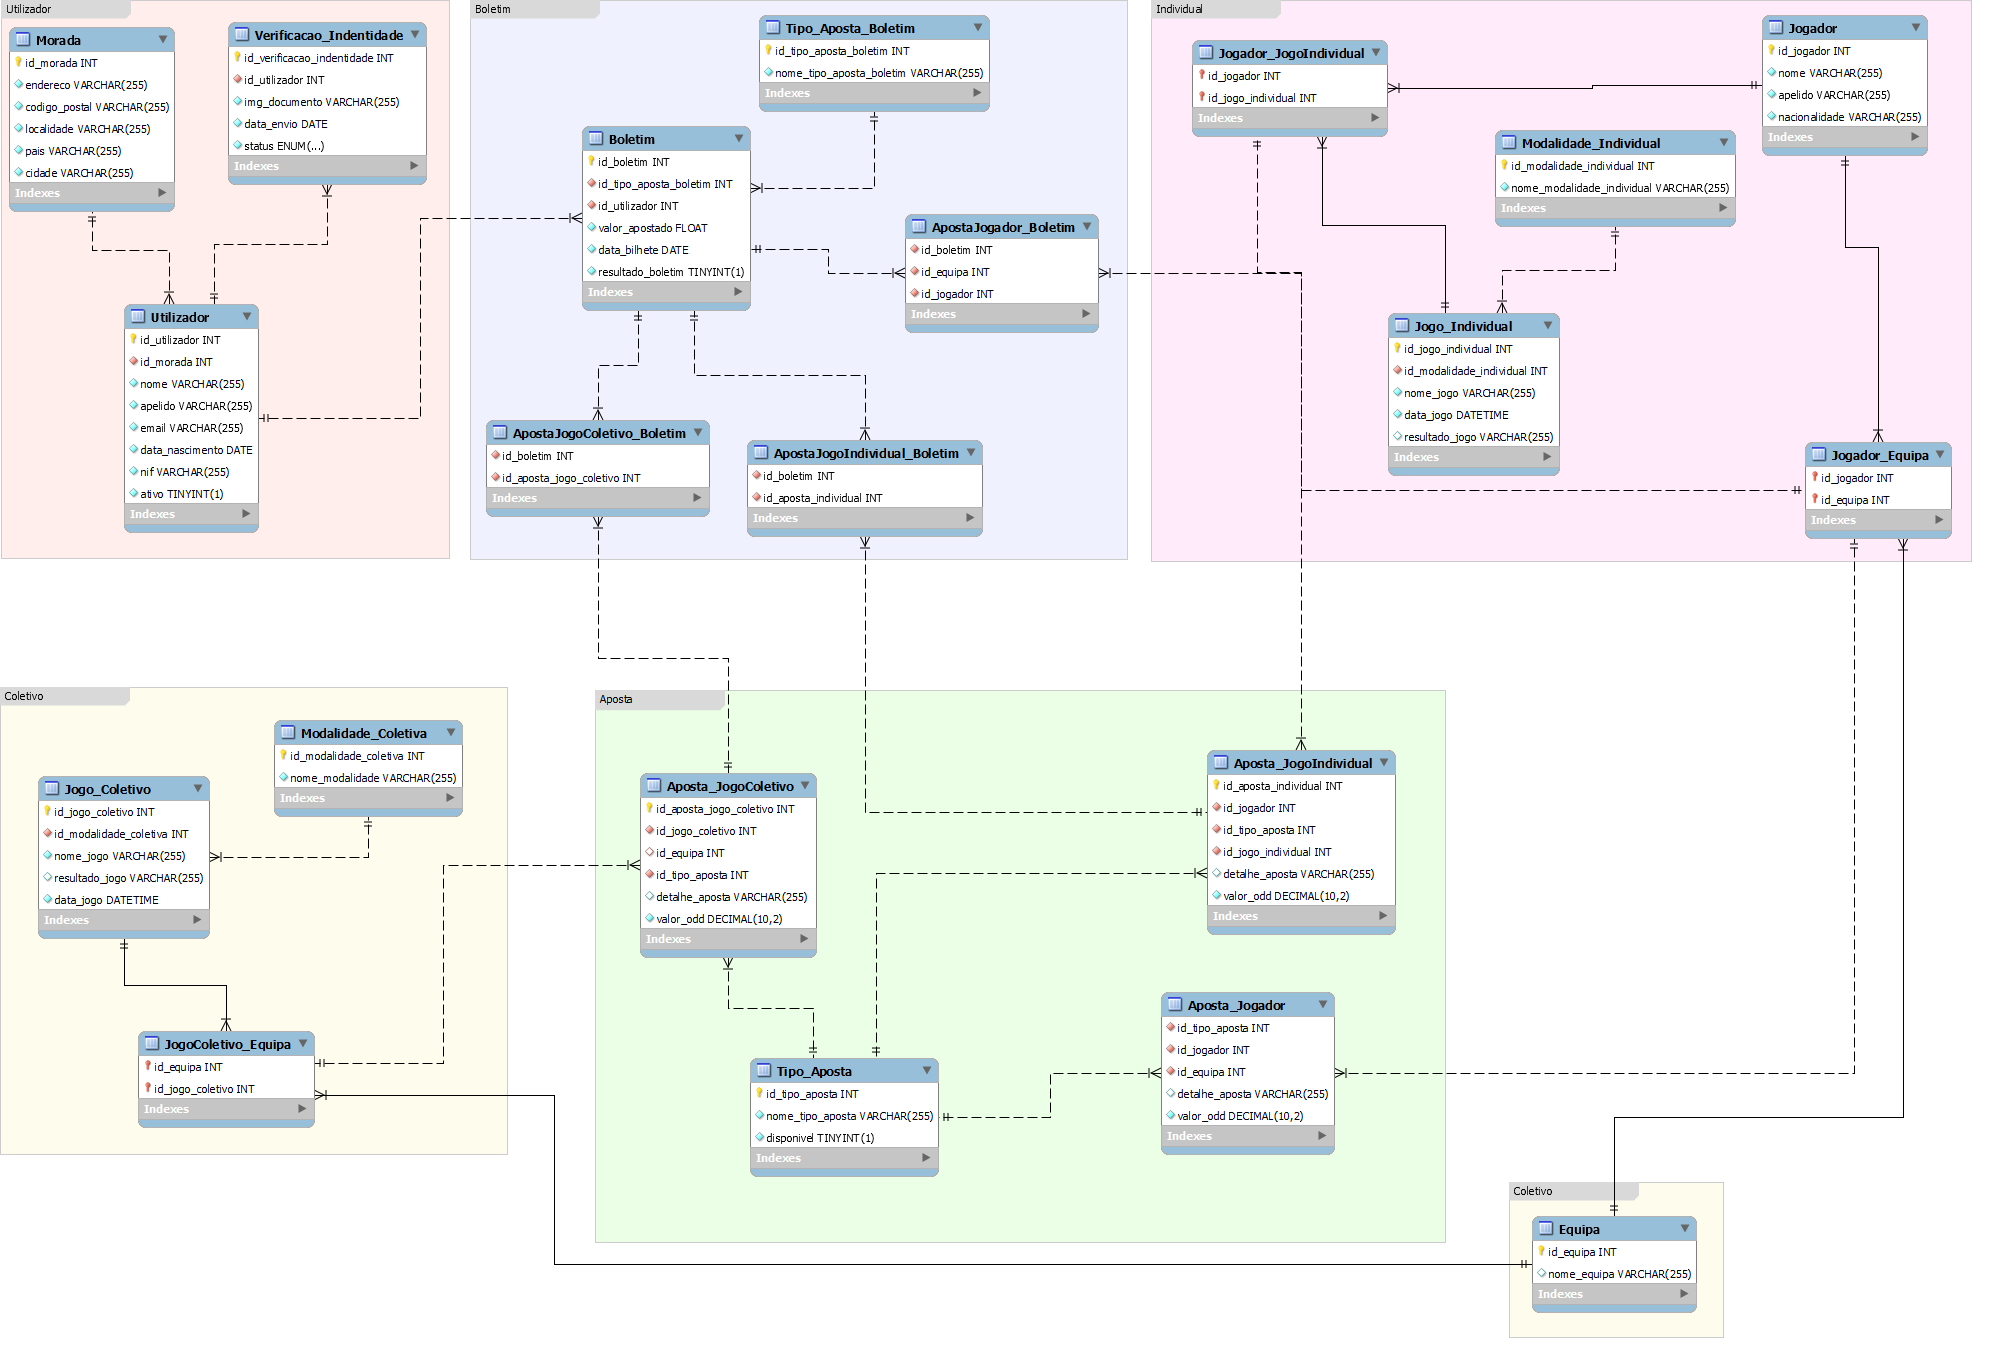 Utilizador
Morada
id_morada INT
endereco VARCHAR(255)
codigo_postal VARCHAR(255)
localidade VARCHAR(255)
pais VARCHAR(255)
cidade VARCHAR(255)
Indexes
Verificacao_Indentidade
id_verificacao_indentidade INT
id_utilizador INT
img_documento VARCHAR(255)
data_envio DATE
status ENUM(...)
Indexes
Utilizador
id_utilizador INT
id_morada INT
nome VARCHAR(255)
apelido VARCHAR(255)
email VARCHAR(255)
data_nascimento DATE
nif VARCHAR(255)
ativo TINYINT(1)
Indexes
Boletim
Tipo_Aposta_Boletim
id_tipo_aposta_boletim INT
nome_tipo_aposta_boletim VARCHAR(255)
Indexes
Boletim
id_boletim INT
id_tipo_aposta_boletim INT
id_utilizador INT
valor_apostado FLOAT
data_bilhete DATE
resultado_boletim TINYINT(1)
Indexes
ApostaJogador_Boletim
id_boletim INT
id_equipa INT
id_jogador INT
Indexes
ApostaJogoColetivo_Boletim
id_boletim INT
id_aposta_jogo_coletivo INT
Indexes
ApostaJogoIndividual_Boletim
id_boletim INT
id_aposta_individual INT
Indexes
Individual
Jogador_JogoIndividual
id_jogador INT
id_jogo_individual INT
Indexes
Jogador
id_jogador INT
nome VARCHAR(255)
apelido VARCHAR(255)
nacionalidade VARCHAR(255)
Indexes
Modalidade_Individual
id_modalidade_individual INT
nome_modalidade_individual VARCHAR(255)
Indexes
Jogo_Individual
id_jogo_individual INT
id_modalidade_individual INT
nome_jogo VARCHAR(255)
data_jogo DATETIME
resultado_jogo VARCHAR(255)
Indexes
Jogador_Equipa
id_jogador INT
id_equipa INT
Indexes
Coletivo
Modalidade_Coletiva
id_modalidade_coletiva INT
nome_modalidade VARCHAR(255)
Indexes
Jogo_Coletivo
id_jogo_coletivo INT
id_modalidade_coletiva INT
nome_jogo VARCHAR(255)
resultado_jogo VARCHAR(255)
data_jogo DATETIME
Indexes
JogoColetivo_Equipa
id_equipa INT
id_jogo_coletivo INT
Indexes
Aposta
Aposta_JogoColetivo
id_aposta_jogo_coletivo INT
id_jogo_coletivo INT
id_equipa INT
id_tipo_aposta INT
detalhe_aposta VARCHAR(255)
valor_odd DECIMAL(10,2)
Indexes
Aposta_JogoIndividual
id_aposta_individual INT
id_jogador INT
id_tipo_aposta INT
id_jogo_individual INT
detalhe_aposta VARCHAR(255)
valor_odd DECIMAL(10,2)
Indexes
Aposta_Jogador
id_tipo_aposta INT
id_jogador INT
id_equipa INT
detalhe_aposta VARCHAR(255)
valor_odd DECIMAL(10,2)
Indexes
Tipo_Aposta
id_tipo_aposta INT
nome_tipo_aposta VARCHAR(255)
disponivel TINYINT(1)
Indexes
Coletivo
Equipa
id_equipa INT
nome_equipa VARCHAR(255)
Indexes